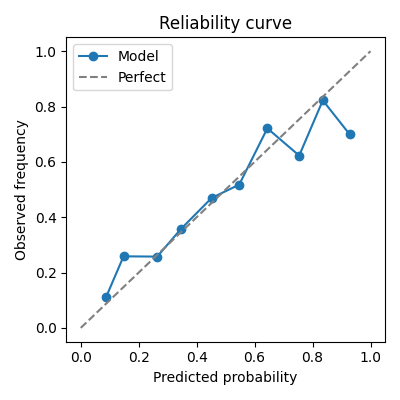 Reliability curve
Model
Perfect
Observed frequency
1.0
0.8
0.6
0.4
0.2
0.0
0.0 0.2 0.4 0.6 0.8 1.0
Predicted probability